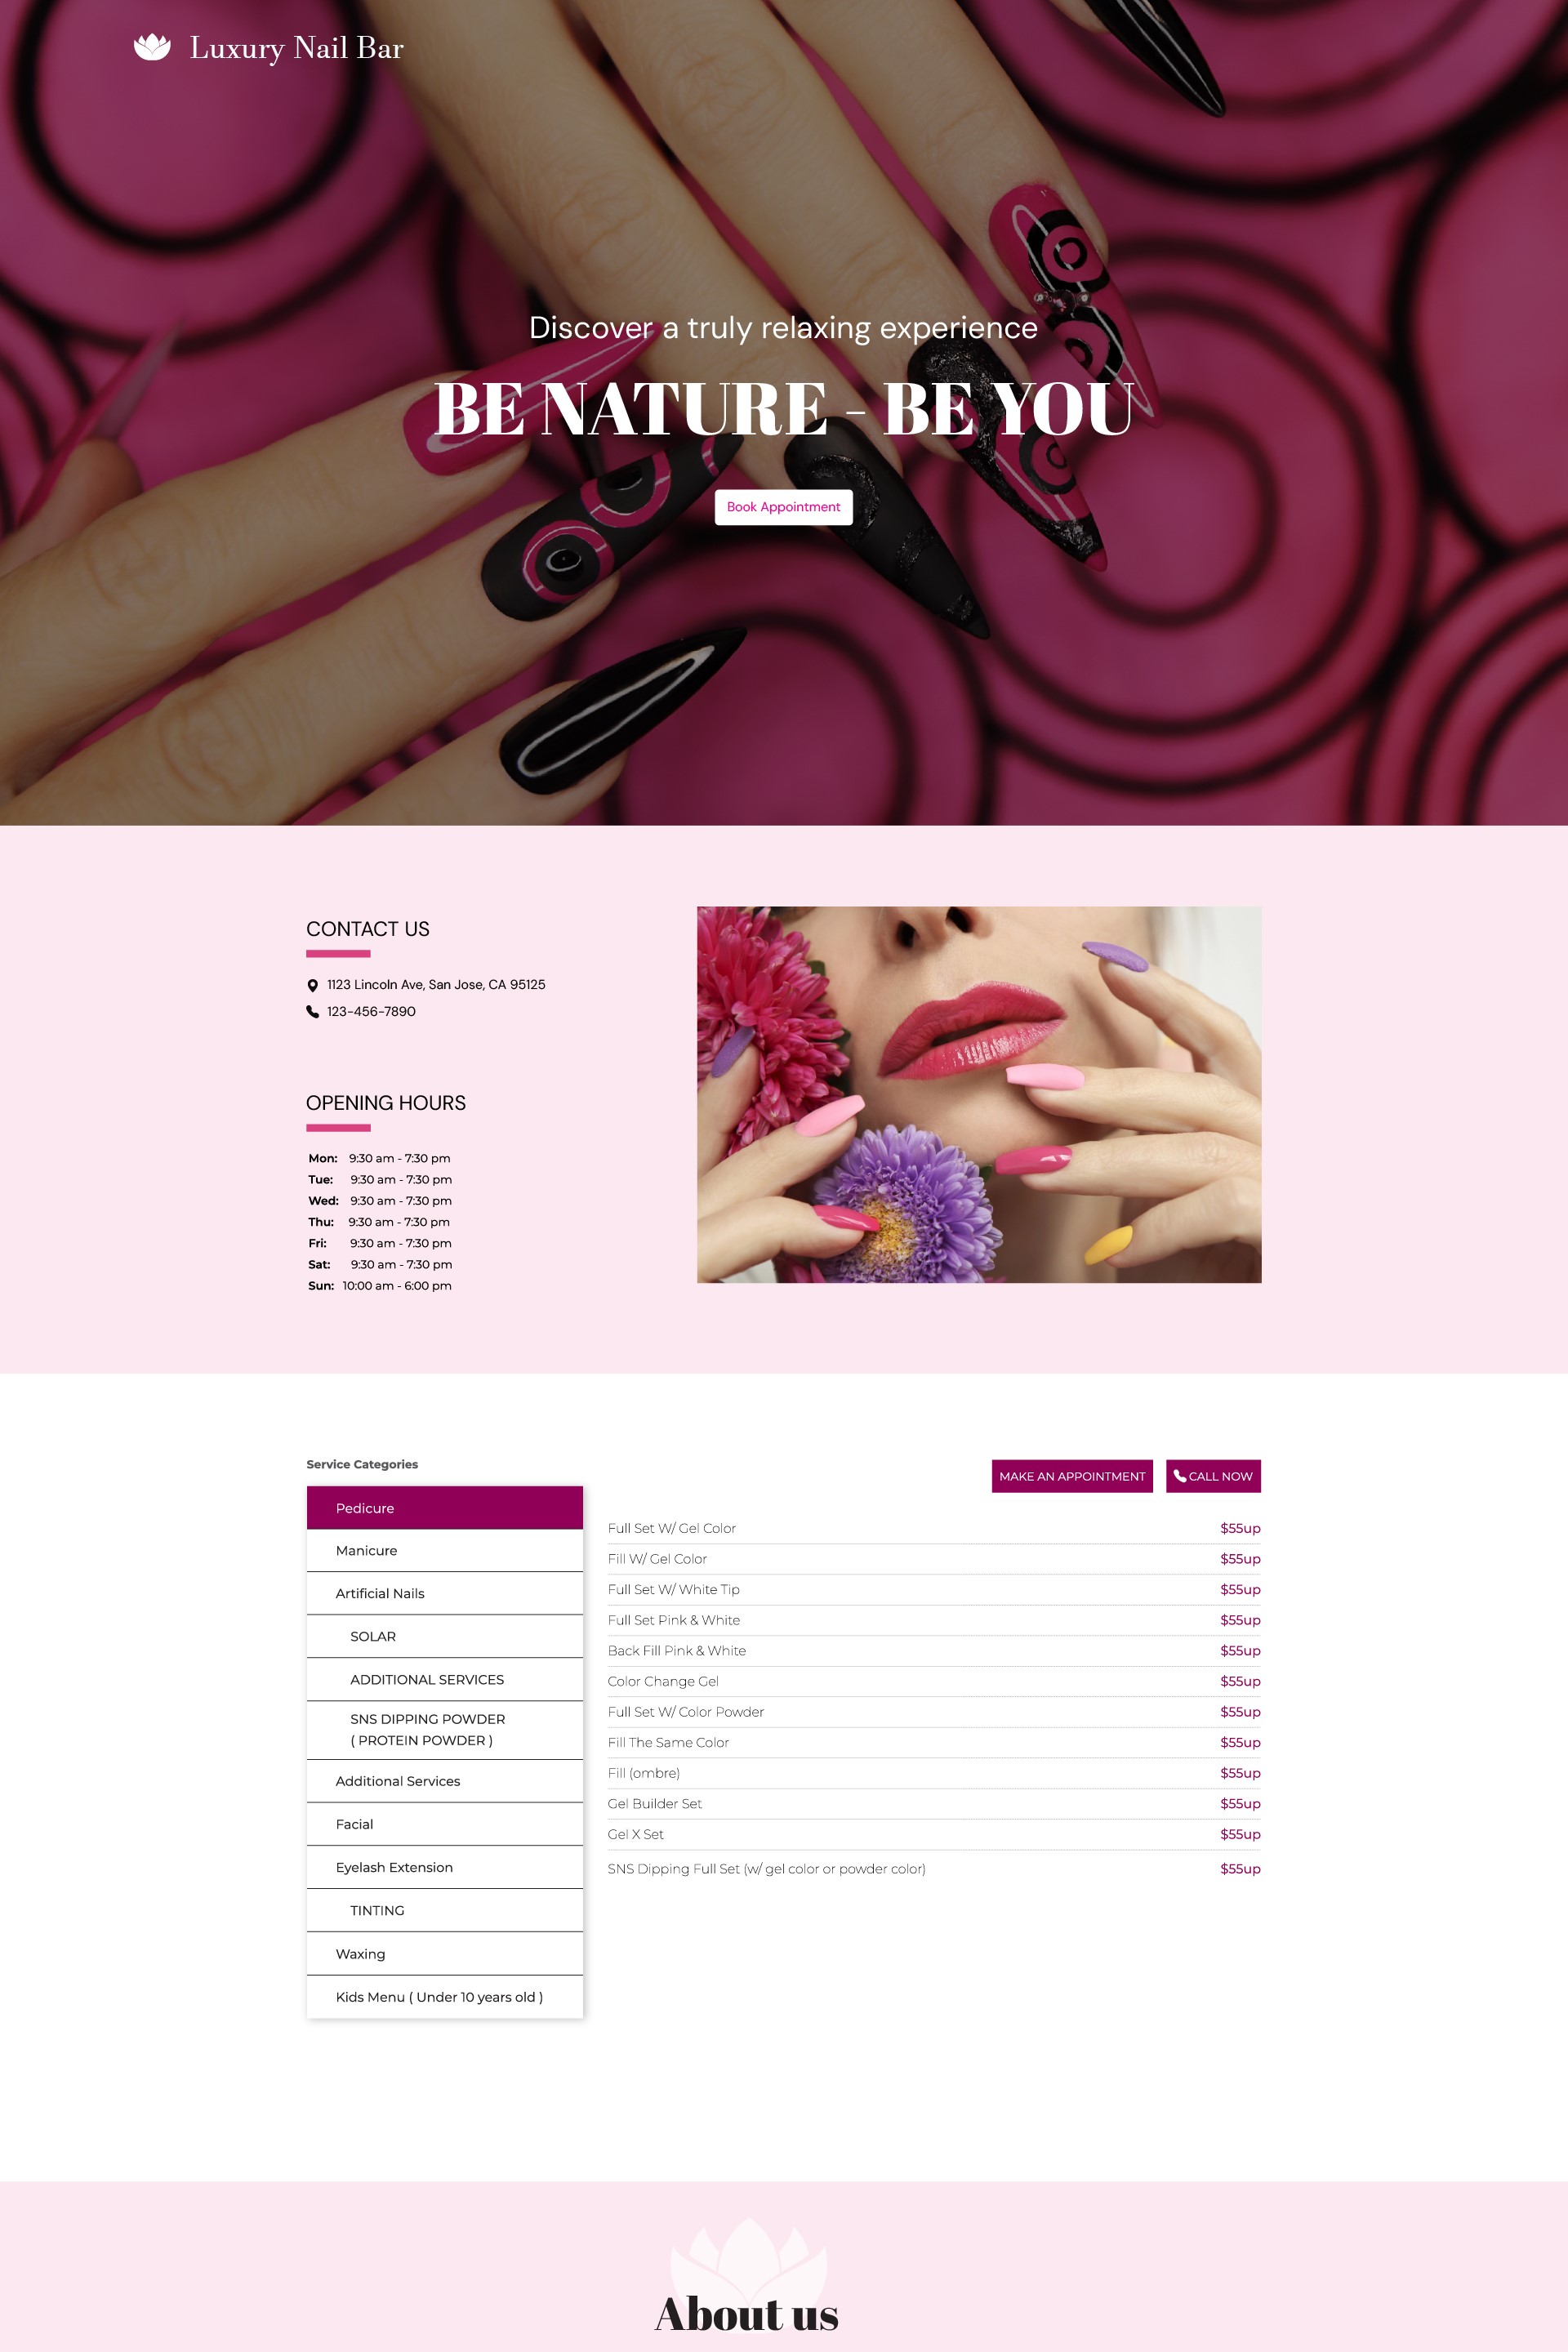 Luxury Nail Bar
Discover a truly relaxing experience
BE NATURE - BE YOU
Book Appointment
CONTACT US
1123 Lincoln Ave, San Jose, CA 95125
123-456-7890
OPENING HOURS
Mon: 9:30 am - 7:30 pm
Tue: 9:30 am - 7:30 pm
Wed: 9:30 am - 7:30 pm
Thu: 9:30 am - 7:30 pm
Fri: 9:30 am - 7:30 pm
Sat: 9:30 am - 7:30 pm
Sun: 10:00 am - 6:00 pm
Service Categories
Pedicure
Manicure
Artificial Nails
SOLAR
ADDITIONAL SERVICES
SNS DIPPING POWDER
( PROTEIN POWDER )
Additional Services
Facial
Eyelash Extension
TINTING
Waxing
Kids Menu ( Under 10 years old )
MAKE AN APPOINTMENT
CALL NOW
Full Set W/ Gel Color $55up
Fill W/ Gel Color $55up
Full Set W/ White Tip $55up
Full Set Pink & White $55up
Back Fill Pink & White $55up
Color Change Gel $55up
Full Set W/ Color Powder $55up
Fill The Same Color $55up
Fill (ombre) $55up
Gel Builder Set $55up
Gel X Set $55up
SNS Dipping Full Set (w/ gel color or powder color) $55up
About us